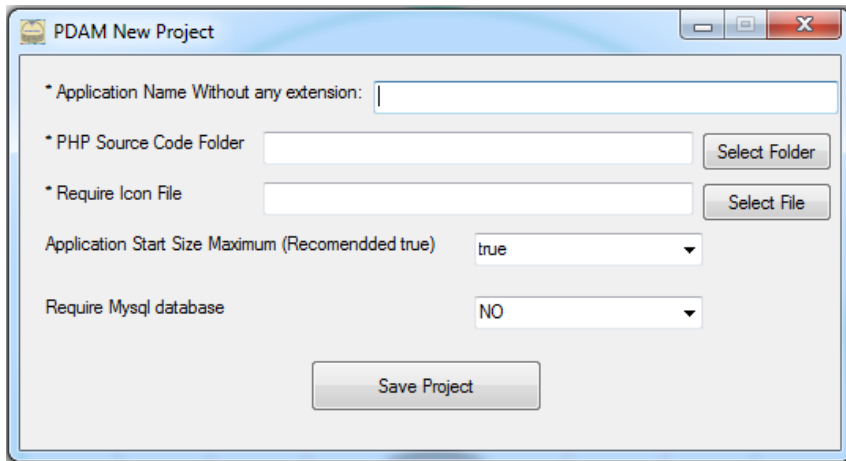 PDAM New Project
* Application Name Without any extension:
* PHP Source Code Folder
Select Folder
* Require Icon File
Select File
Application Start Size Maximum (Recomendded true)
true
Require Mysql database
NO
Save Project